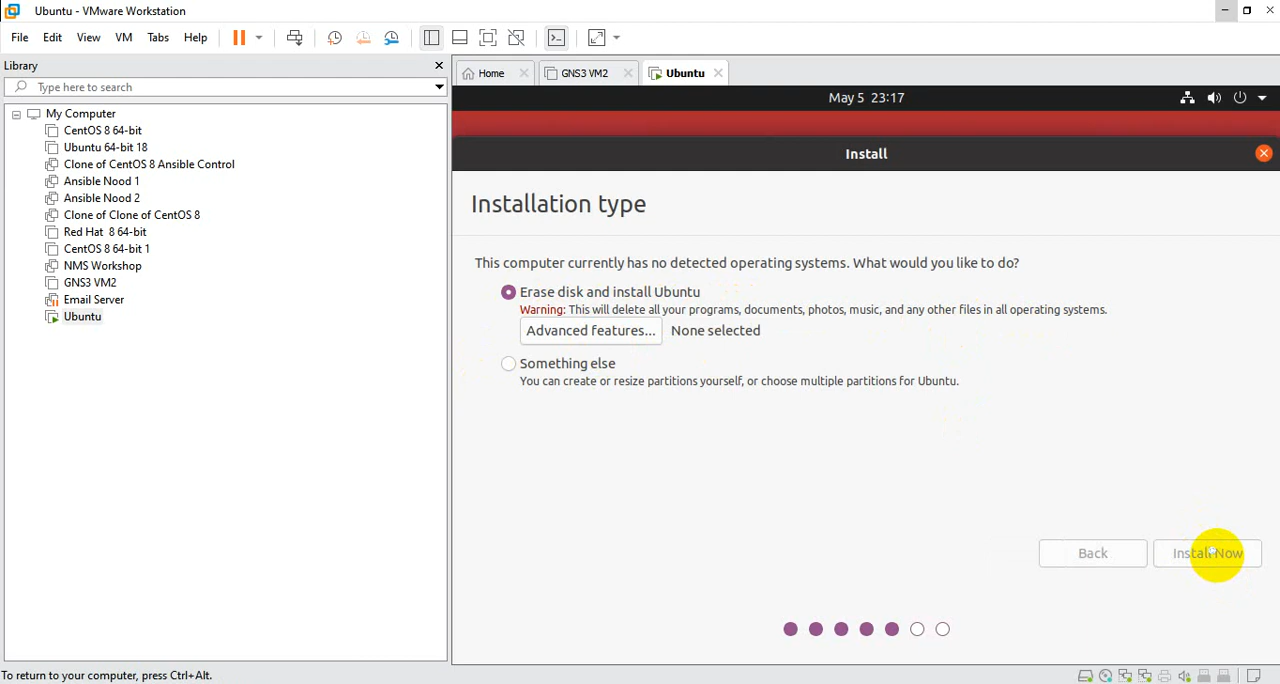 Ubuntu - VMware Workstation
File Edit View VM Tabs Help
Library
Type here to search
My Computer
CentOS 8 64-bit
Ubuntu 64-bit 18
Clone of CentOS 8 Ansible Control
Ansible Nood 1
Ansible Nood 2
Clone of Clone of CentOS 8
Red Hat 8 64-bit
CentOS 8 64-bit 1
NMS Workshop
GNS3 VM2
Email Server
Ubuntu
Home GNS3 VM2 Ubuntu
May 5 23:17
Install
Installation type
This computer currently has no detected operating systems. What would you like to do?
Erase disk and install Ubuntu
Warning: This will delete all your programs, documents, photos, music, and any other files in all operating systems.
Advanced features... None selected
Something else
You can create or resize partitions yourself, or choose multiple partitions for Ubuntu.
Back Install Now
To return to your computer, press Ctrl+Alt.